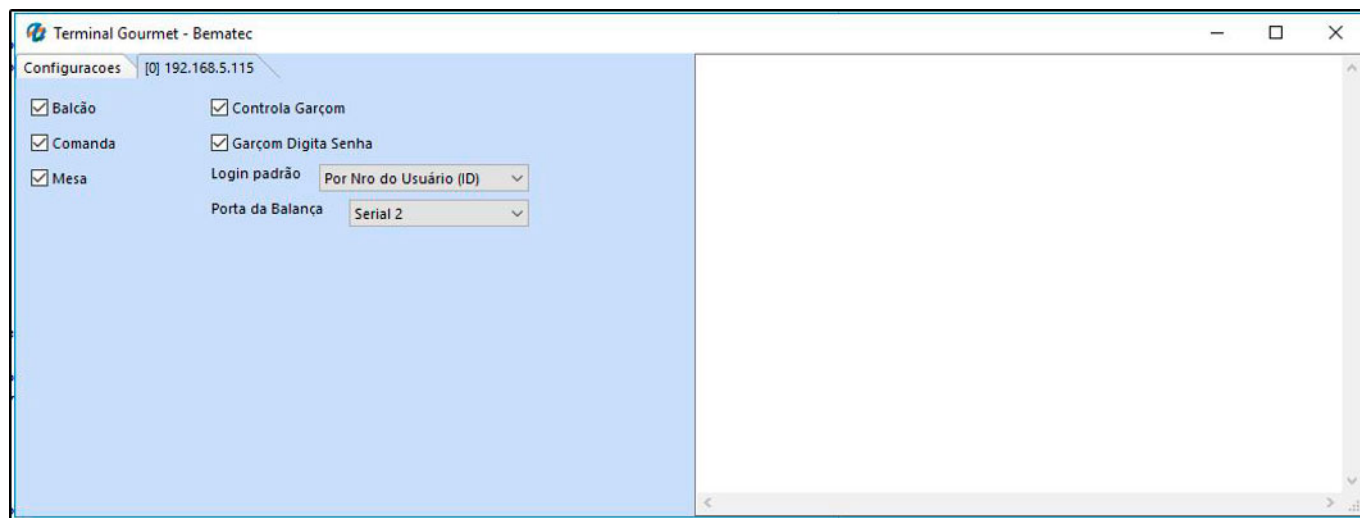 Terminal Gourmet - Bematec
Configuracoes [0] 192.168.5.115
Balcão Controla Garçom
Comanda Garçom Digita Senha
Mesa Login padrão Por Nro do Usuário (ID)
Porta da Balança Serial 2